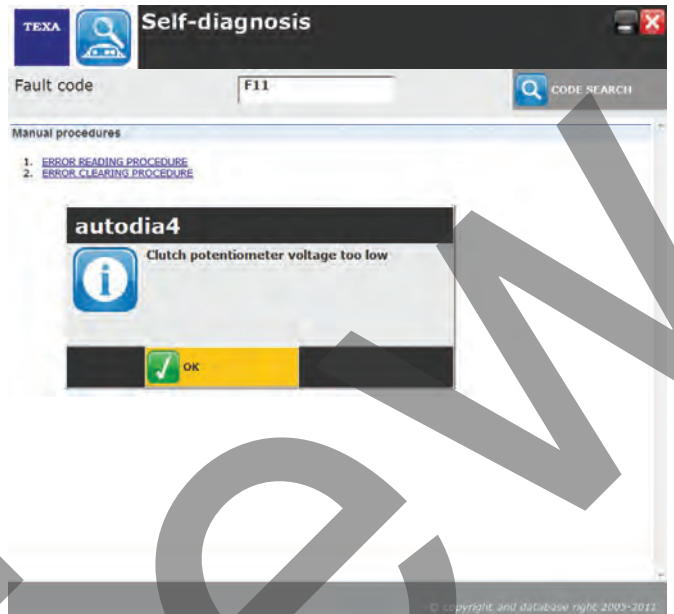 TEXA
Self-diagnosis
Fault code
F11
CODE SEARCH
Manual procedures
1. ERROR READING PROCEDURE
2. ERROR CLEARING PROCEDURE
autodia4
Clutch potentiometer voltage too low
OK
© copyright and database right 2005-2011